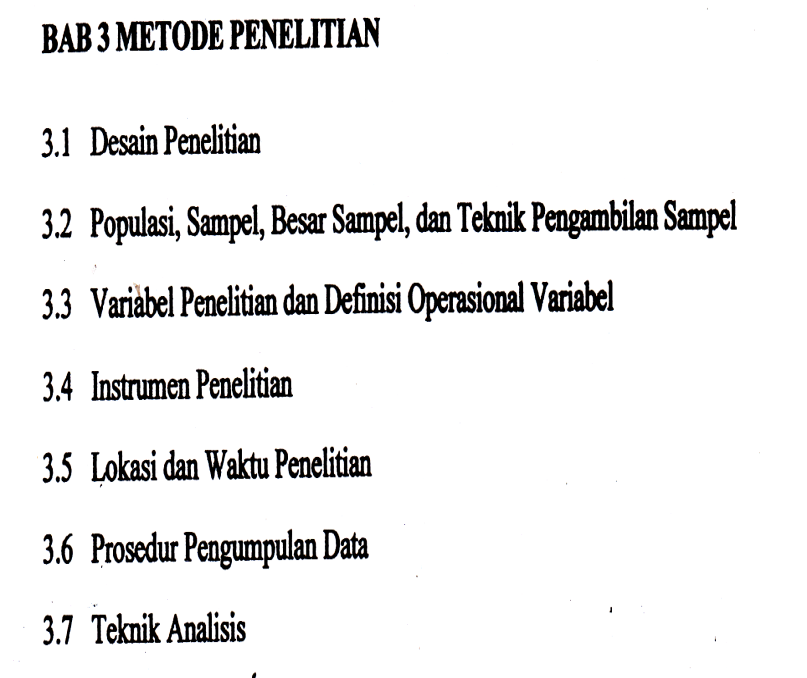 BAB 3 METODE PENELITIAN
3.1 Desain Penelitian
3.2 Populasi, Sampel, Besar Sampel, dan Teknik Pengambilan Sampel
3.3 Variabel Penelitian dan Definisi Operasional Variabel
3.4 Instrumen Penelitian
3.5 Lokasi dan Waktu Penelitian
3.6 Prosedur Pengumpulan Data
3.7 Teknik Analisis